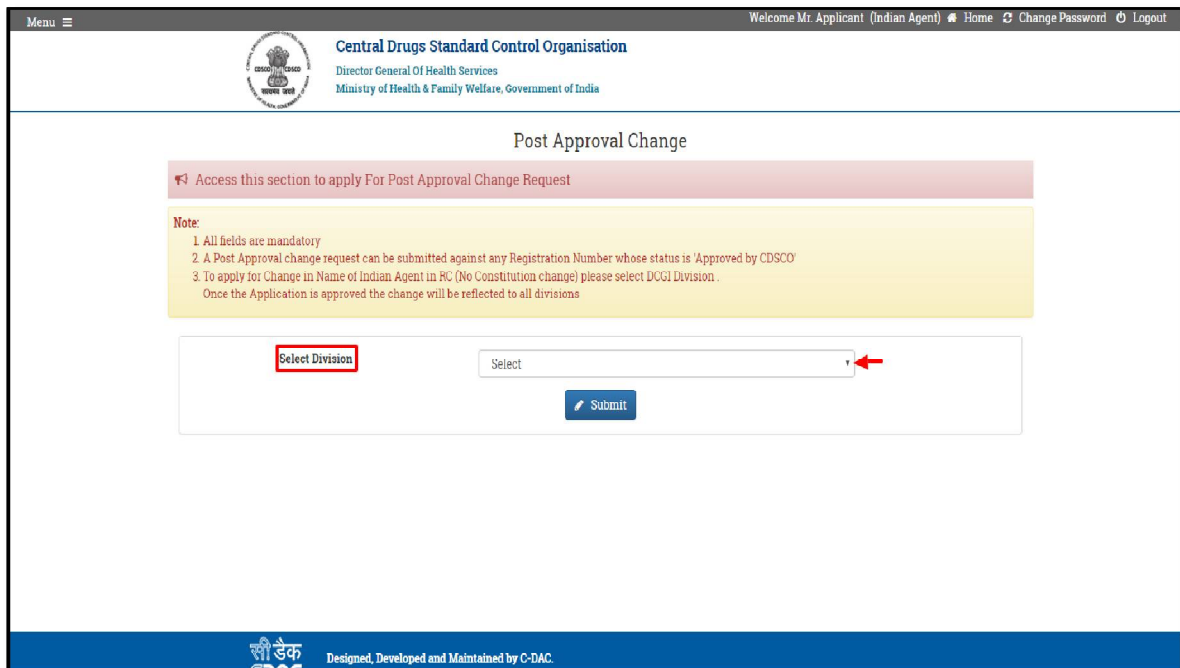 Menu
Welcome Mr. Applicant (Indian Agent) Home Change Password Logout
CDSCO CDSCO
Central Drugs Standard Control Organisation
Director General Of Health Services
Ministry of Health & Family Welfare, Government of India
Post Approval Change
Access this section to apply For Post Approval Change Request
Note:
1. All fields are mandatory
2. A Post Approval change request can be submitted against any Registration Number whose status is 'Approved by CDSCO'
3. To apply for Change in Name of Indian Agent in RC (No Constitution change) please select DCGI Division .
Once the Application is approved the change will be reflected to all divisions
Select Division
Select
Submit
सी डैक
CDAC
Designed, Developed and Maintained by C-DAC.